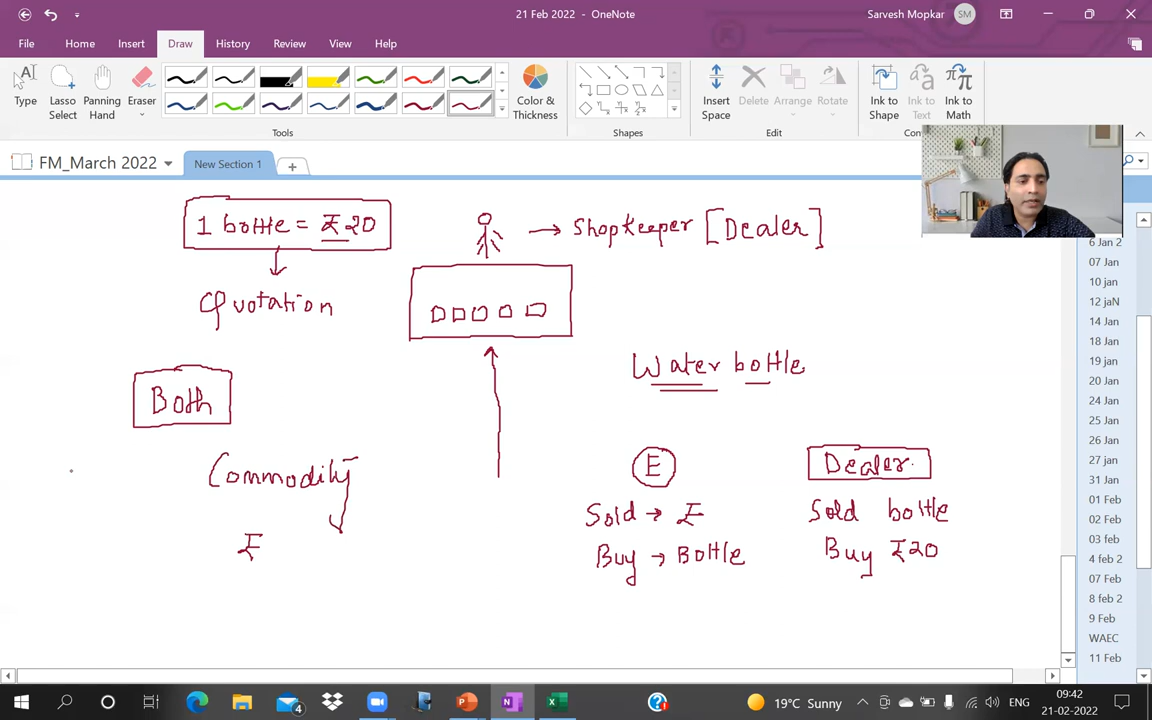 21 Feb 2022 - OneNote
Sarvesh Mopkar
SM
File Home Insert Draw History Review View Help
Type
Lasso Select
Panning Hand
Eraser
Color & Thickness
Insert Space
Delete
Arrange
Rotate
Ink to Shape
Ink to Text
Ink to Math
Tools
Shapes
Edit
FM_March 2022
New Section 1
1 bottle = ₹20
→ Shopkeeper [Dealer]
Quotation
Water bottle
Both
Commodity
₹
E
Sold → ₹
Buy → Bottle
Dealer
Sold bottle
Buy ₹20
6 Jan 2
07 Jan
10 jan
12 jaN
14 Jan
18 Jan
19 jan
20 Jan
24 Jan
25 Jan
26 Jan
27 jan
31 Jan
01 Feb
02 Feb
03 feb
4 feb 2
07 Feb
8 feb 2
9 Feb
WAEC
11 Feb
4
19°C Sunny
ENG
09:42
21-02-2022